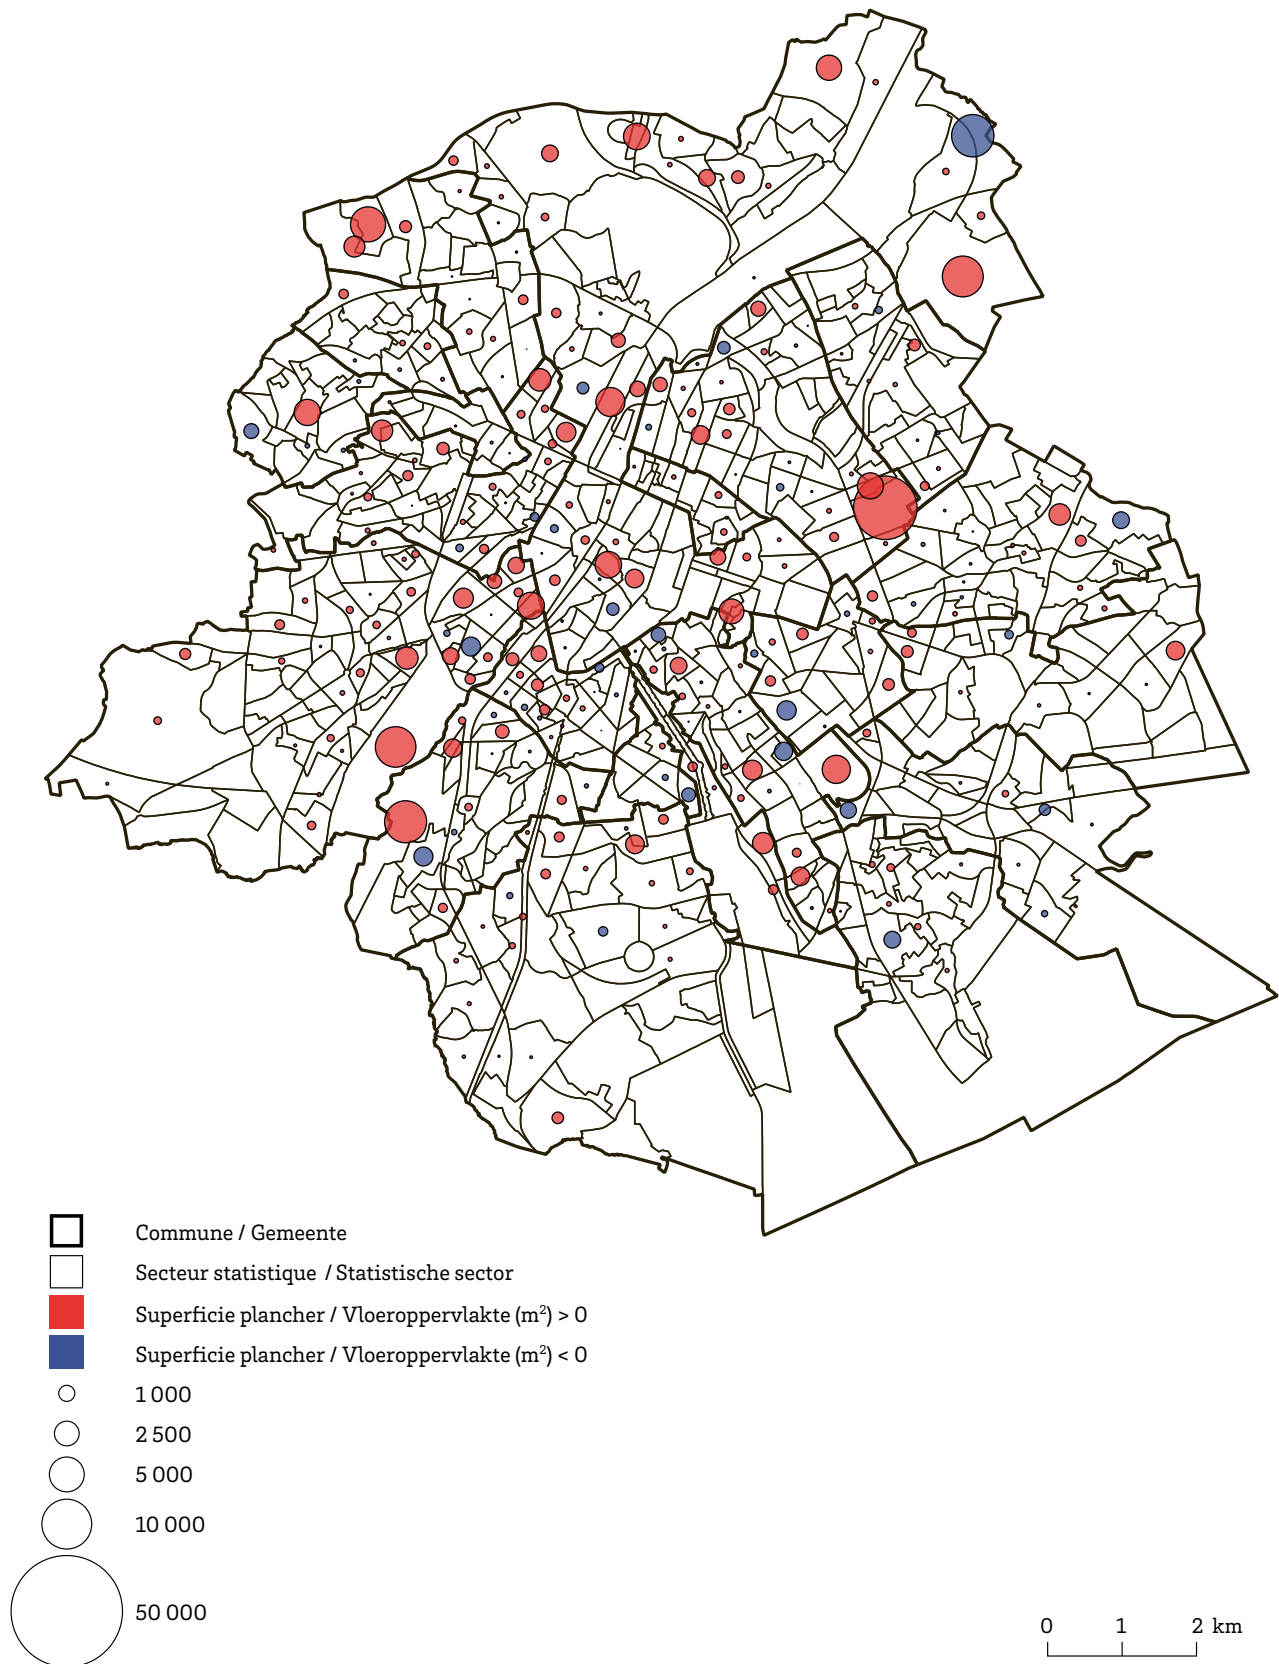 Commune / Gemeente
Secteur statistique / Statistische sector
Superficie plancher / Vloeroppervlakte (m²) > 0
Superficie plancher / Vloeroppervlakte (m²) < 0
1 000
2 500
5 000
10 000
50 000
0 1 2 km